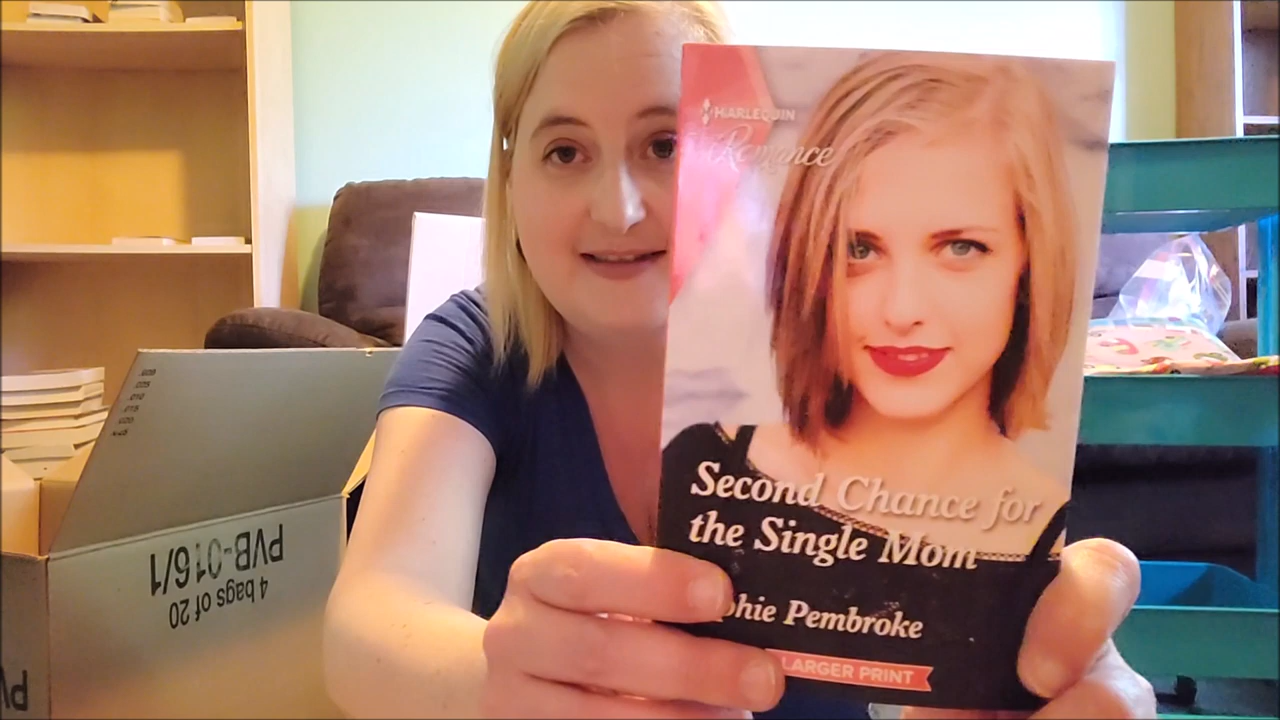 HARLEQUIN
Romance
Second Chance for
the Single Mom
phie Pembroke
LARGER PRINT
PVB-016/1
4 bags of 20